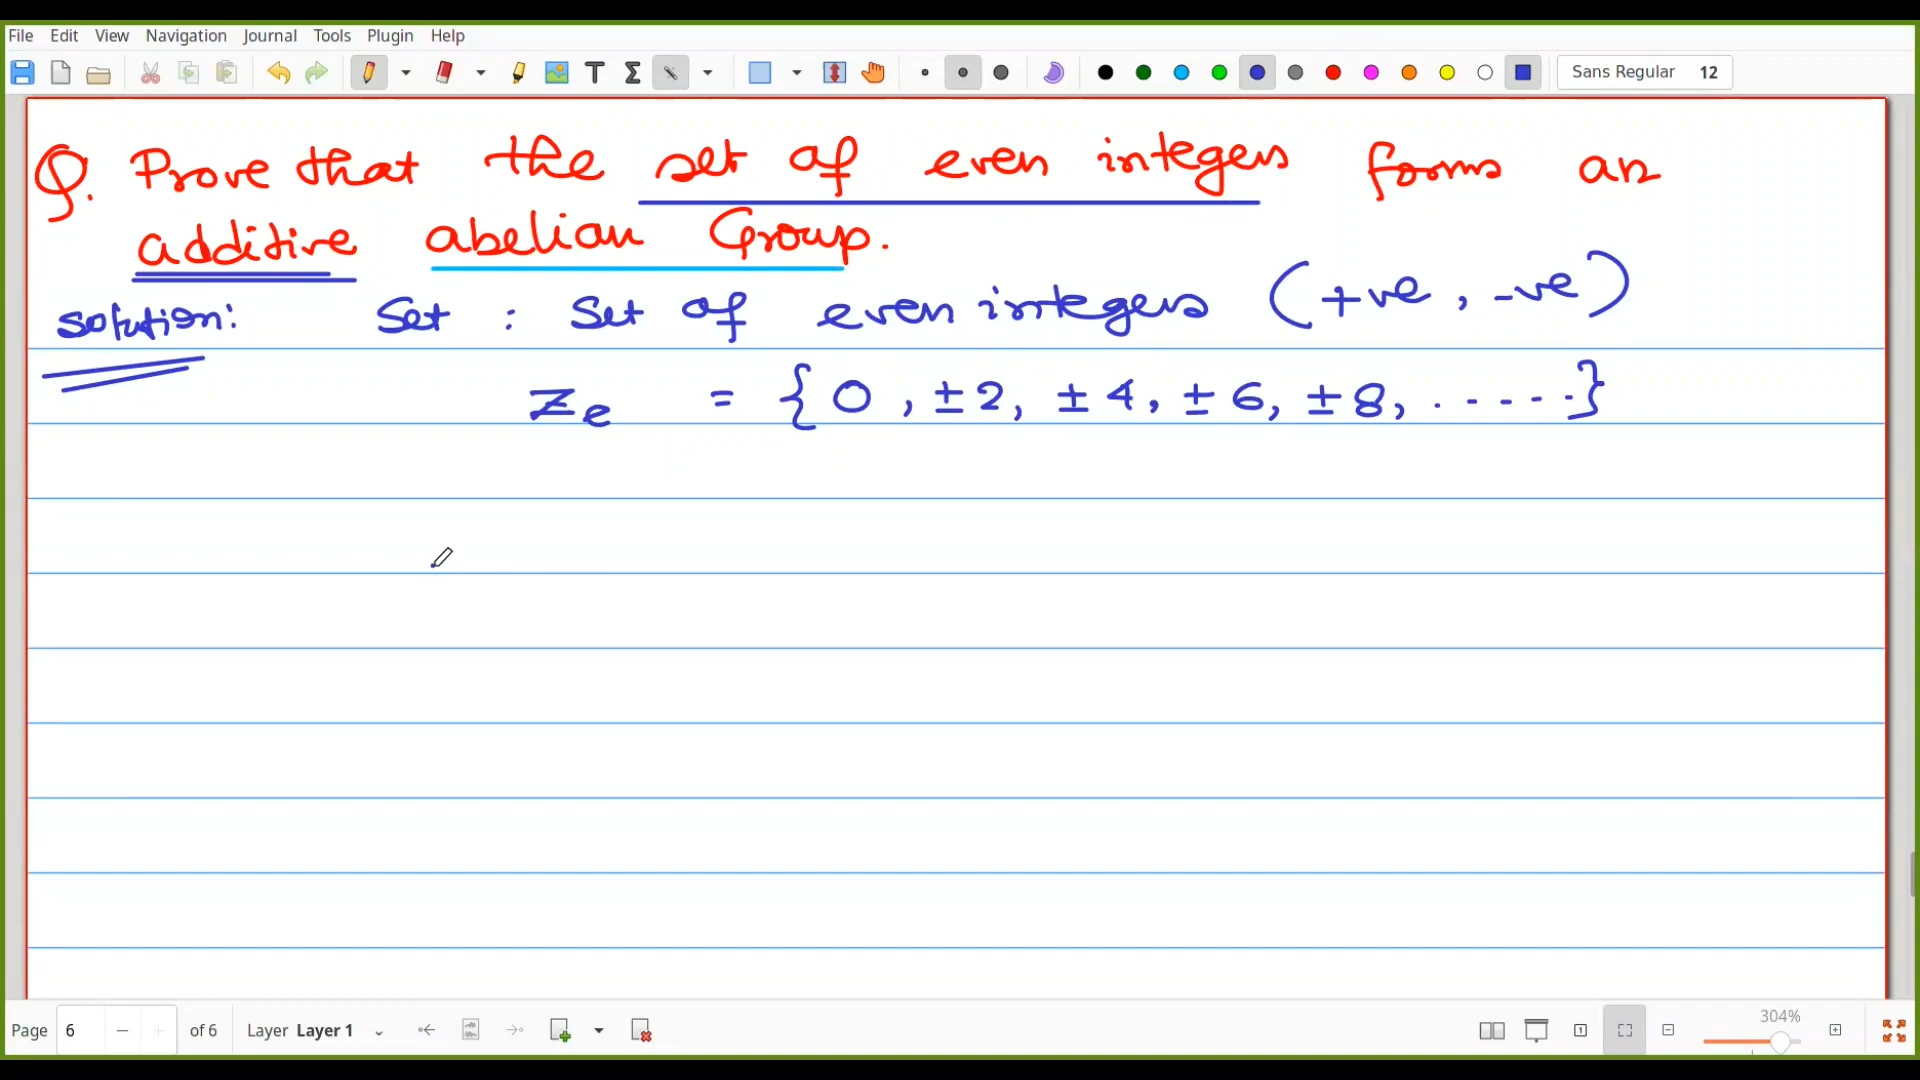 File Edit View Navigation Journal Tools Plugin Help
Sans Regular 12
Q. Prove that the set of even integers forms an
additive abelian Group.
Solution: Set : Set of even integers (+ve, -ve)
Ze = {0, ±2, ±4, ±6, ±8, .......}
Page 6 of 6 Layer Layer 1 304%